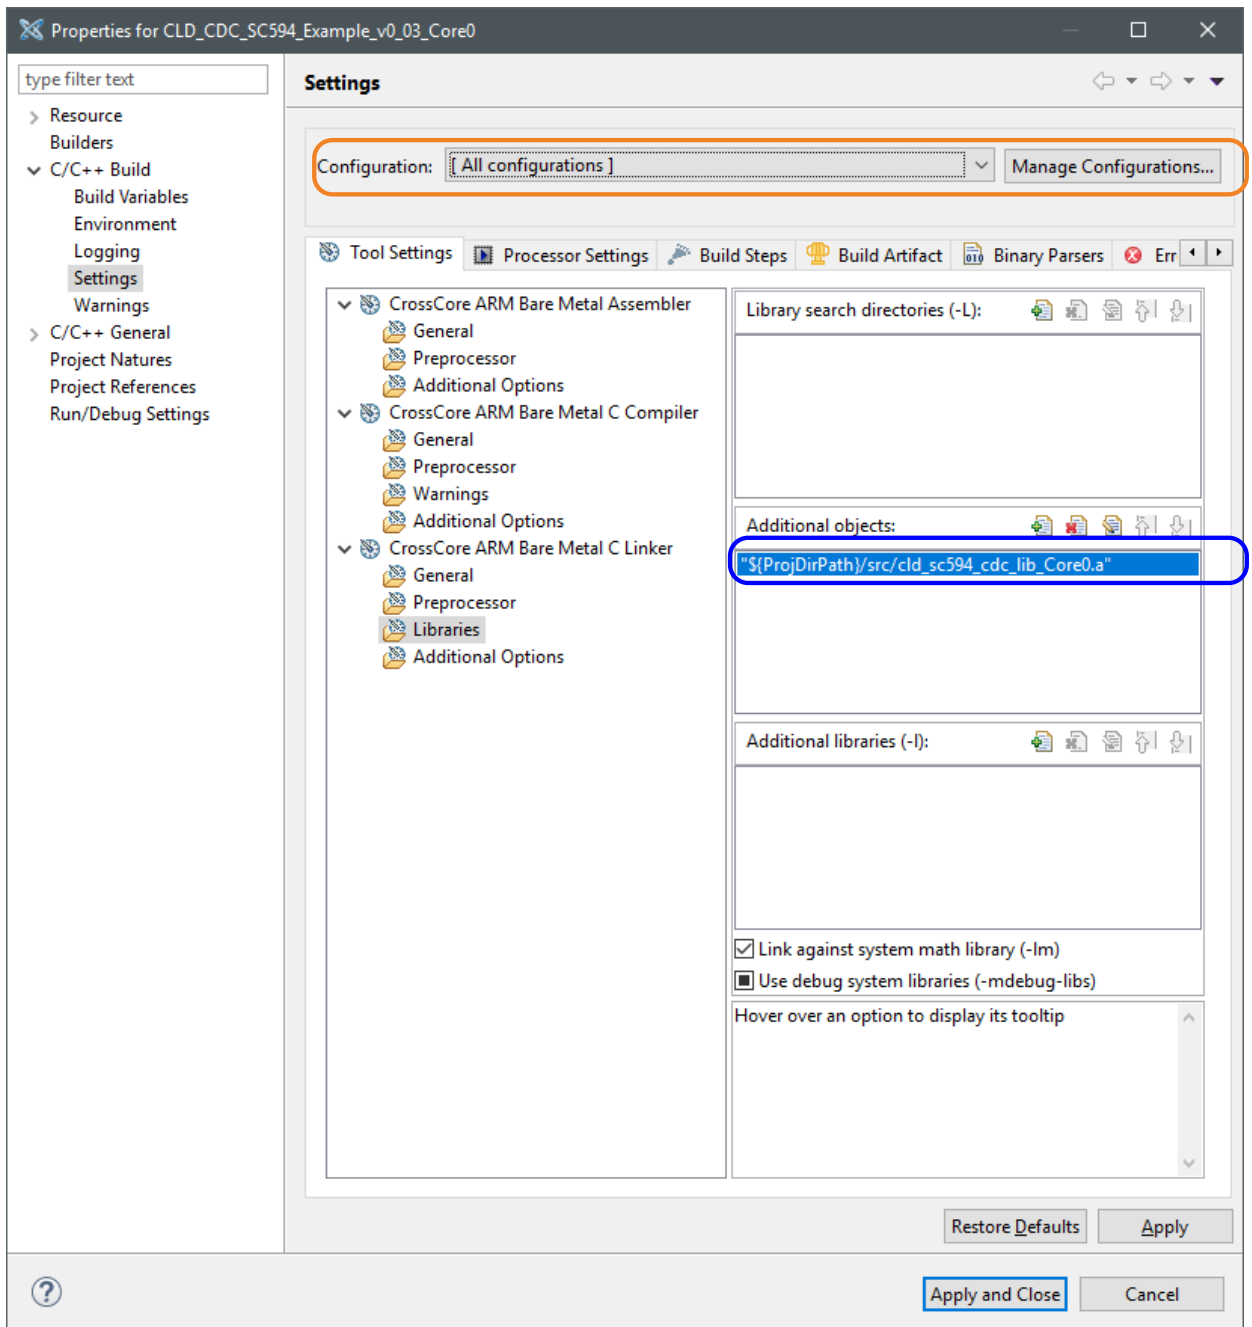 Properties for CLD_CDC_SC594_Example_v0_03_Core0
type filter text
Resource
Builders
C/C++ Build
Build Variables
Environment
Logging
Settings
Warnings
C/C++ General
Project Natures
Project References
Run/Debug Settings
Settings
Configuration: [ All configurations ] Manage Configurations...
Tool Settings Processor Settings Build Steps Build Artifact Binary Parsers Err
CrossCore ARM Bare Metal Assembler
General
Preprocessor
Additional Options
CrossCore ARM Bare Metal C Compiler
General
Preprocessor
Warnings
Additional Options
CrossCore ARM Bare Metal C Linker
General
Preprocessor
Libraries
Additional Options
Library search directories (-L):
Additional objects:
"${ProjDirPath}/src/cld_sc594_cdc_lib_Core0.a"
Additional libraries (-l):
Link against system math library (-lm)
Use debug system libraries (-mdebug-libs)
Hover over an option to display its tooltip
Restore Defaults Apply
? Apply and Close Cancel